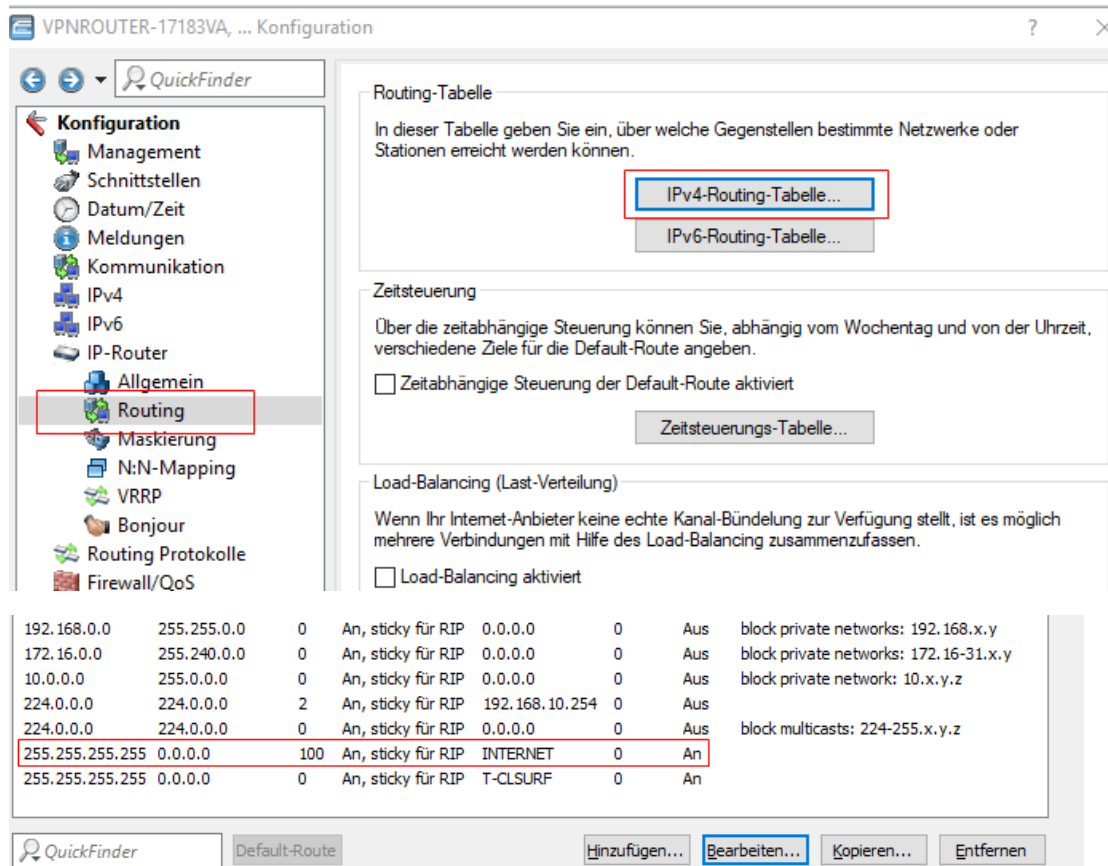 VPNROUTER-17183VA, ... Konfiguration
?
QuickFinder
Konfiguration
Management
Schnittstellen
Datum/Zeit
Meldungen
Kommunikation
IPv4
IPv6
IP-Router
Allgemein
Routing
Maskierung
N:N-Mapping
VRRP
Bonjour
Routing Protokolle
Firewall/QoS
Routing-Tabelle
In dieser Tabelle geben Sie ein, über welche Gegenstellen bestimmte Netzwerke oder
Stationen erreicht werden können.
IPv4-Routing-Tabelle...
IPv6-Routing-Tabelle...
Zeitsteuerung
Über die zeitabhängige Steuerung können Sie, abhängig vom Wochentag und von der Uhrzeit,
verschiedene Ziele für die Default-Route angeben.
Zeitabhängige Steuerung der Default-Route aktiviert
Zeitsteuerungs-Tabelle...
Load-Balancing (Last-Verteilung)
Wenn Ihr Internet-Anbieter keine echte Kanal-Bündelung zur Verfügung stellt, ist es möglich
mehrere Verbindungen mit Hilfe des Load-Balancing zusammenzufassen.
Load-Balancing aktiviert
192.168.0.0 255.255.0.0 0 An, sticky für RIP 0.0.0.0 0 Aus block private networks: 192.168.x.y
172.16.0.0 255.240.0.0 0 An, sticky für RIP 0.0.0.0 0 Aus block private networks: 172.16-31.x.y
10.0.0.0 255.0.0.0 0 An, sticky für RIP 0.0.0.0 0 Aus block private network: 10.x.y.z
224.0.0.0 224.0.0.0 2 An, sticky für RIP 192.168.10.254 0 Aus
224.0.0.0 224.0.0.0 0 An, sticky für RIP 0.0.0.0 0 Aus block multicasts: 224-255.x.y.z
255.255.255.255 0.0.0.0 100 An, sticky für RIP INTERNET 0 An
255.255.255.255 0.0.0.0 0 An, sticky für RIP T-CLSURF 0 An
QuickFinder Default-Route Hinzufügen... Bearbeiten... Kopieren... Entfernen